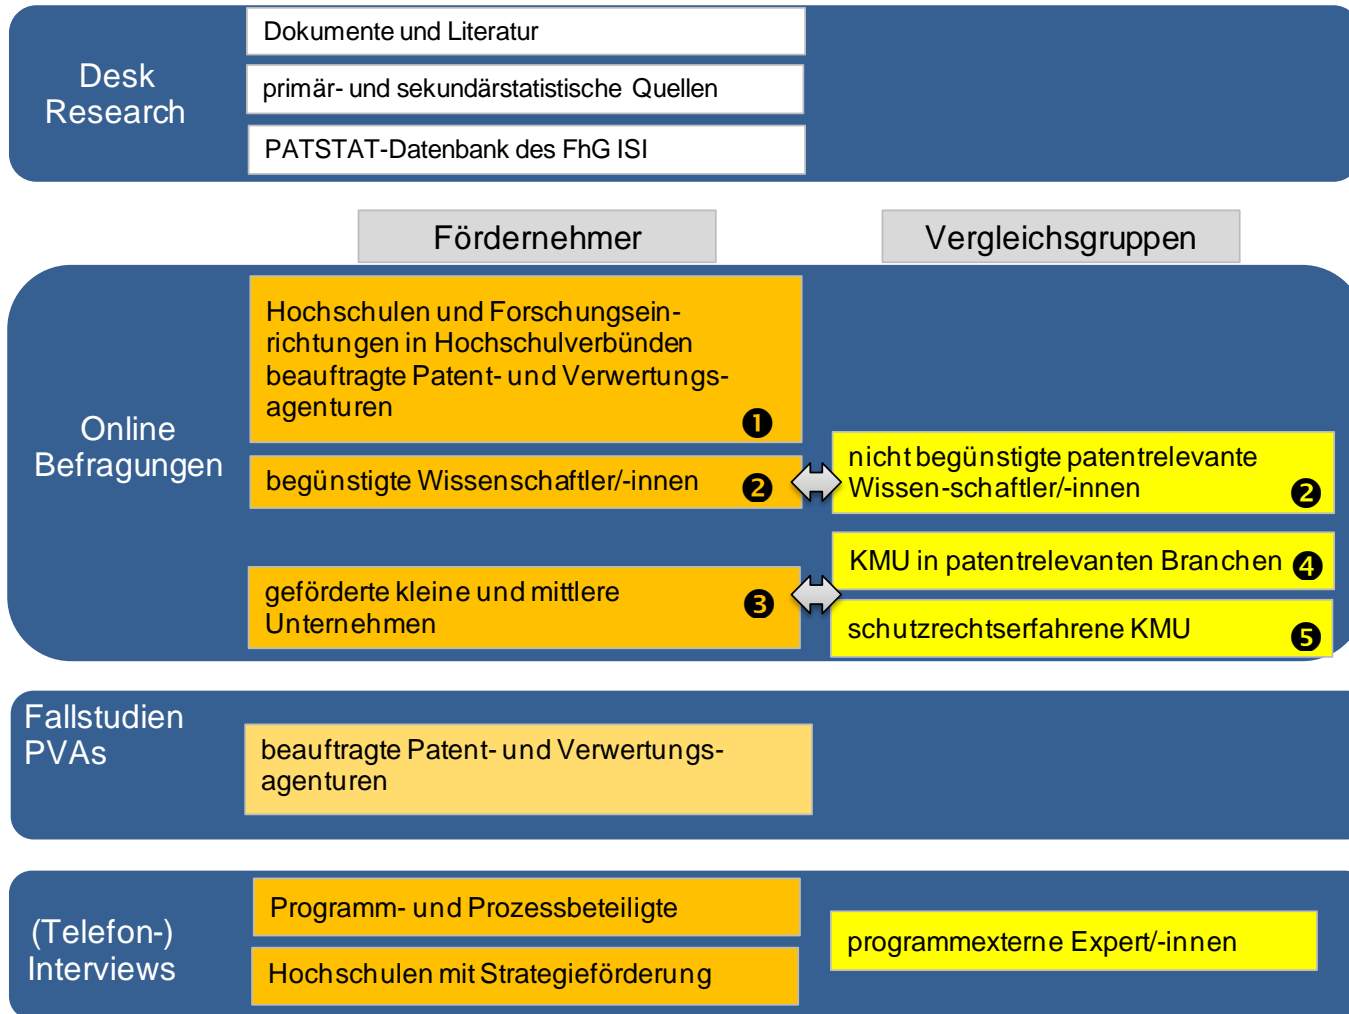 Desk
Research
Dokumente und Literatur
primär- und sekundärstatistische Quellen
PATSTAT-Datenbank des FhG ISI
Fördernehmer
Vergleichsgruppen
Online
Befragungen
Hochschulen und Forschungsein-
richtungen in Hochschulverbünden
beauftragte Patent- und Verwertungs-
agenturen
❶
begünstigte Wissenschaftler/-innen ❷
nicht begünstigte patentrelevante
Wissen-schaftler/-innen ❷
geförderte kleine und mittlere
Unternehmen ❸
KMU in patentrelevanten Branchen ❹
schutzrechtserfahrene KMU ❺
Fallstudien
PVAs
beauftragte Patent- und Verwertungs-
agenturen
(Telefon-)
Interviews
Programm- und Prozessbeteiligte
Hochschulen mit Strategieförderung
programmexterne Expert/-innen